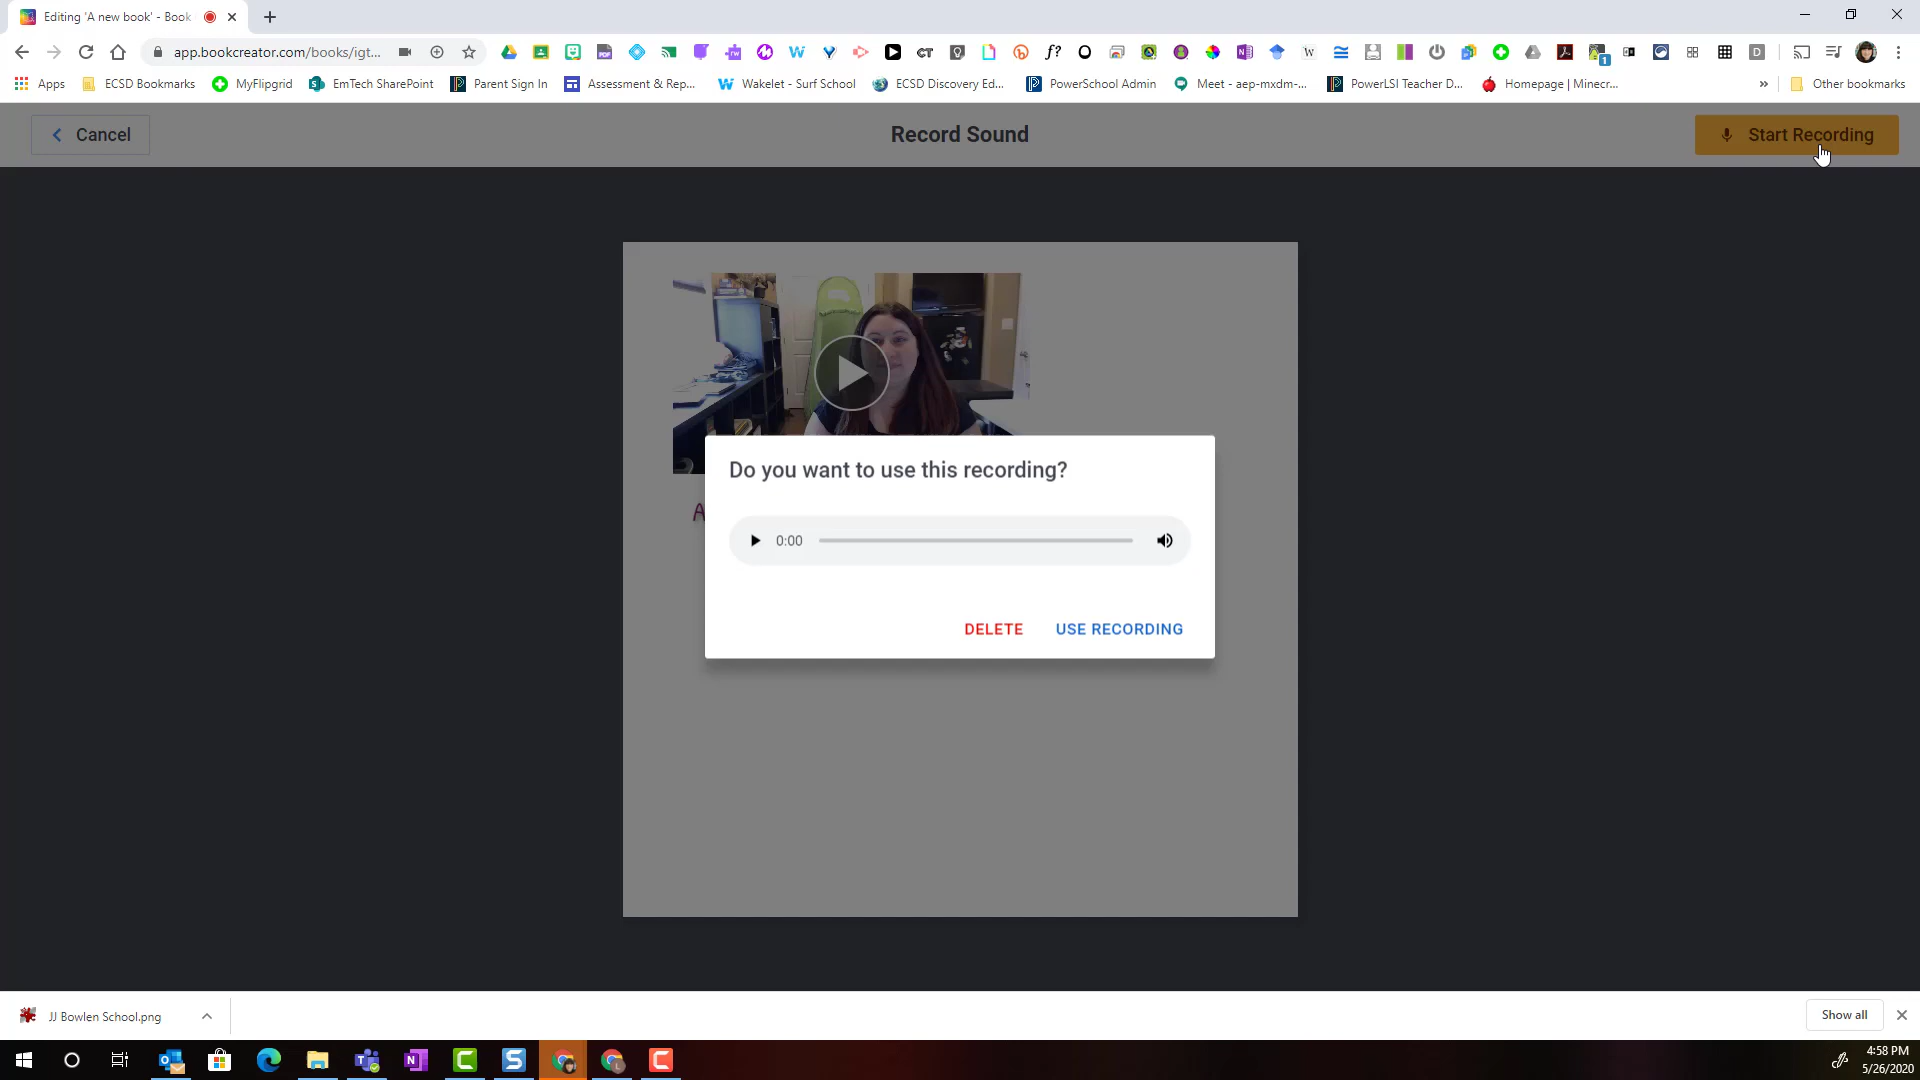 Editing 'A new book' - Book
app.bookcreator.com/books/igt...
Apps
ECSD Bookmarks
MyFlipgrid
EmTech SharePoint
Parent Sign In
Assessment & Rep...
Wakelet - Surf School
ECSD Discovery Ed...
PowerSchool Admin
Meet - aep-mxdm-...
PowerLSI Teacher D...
Homepage | Minecr...
»
Other bookmarks
Cancel
Record Sound
Start Recording
Do you want to use this recording?
A
0:00
DELETE
USE RECORDING
JJ Bowlen School.png
Show all
4:58 PM
5/26/2020